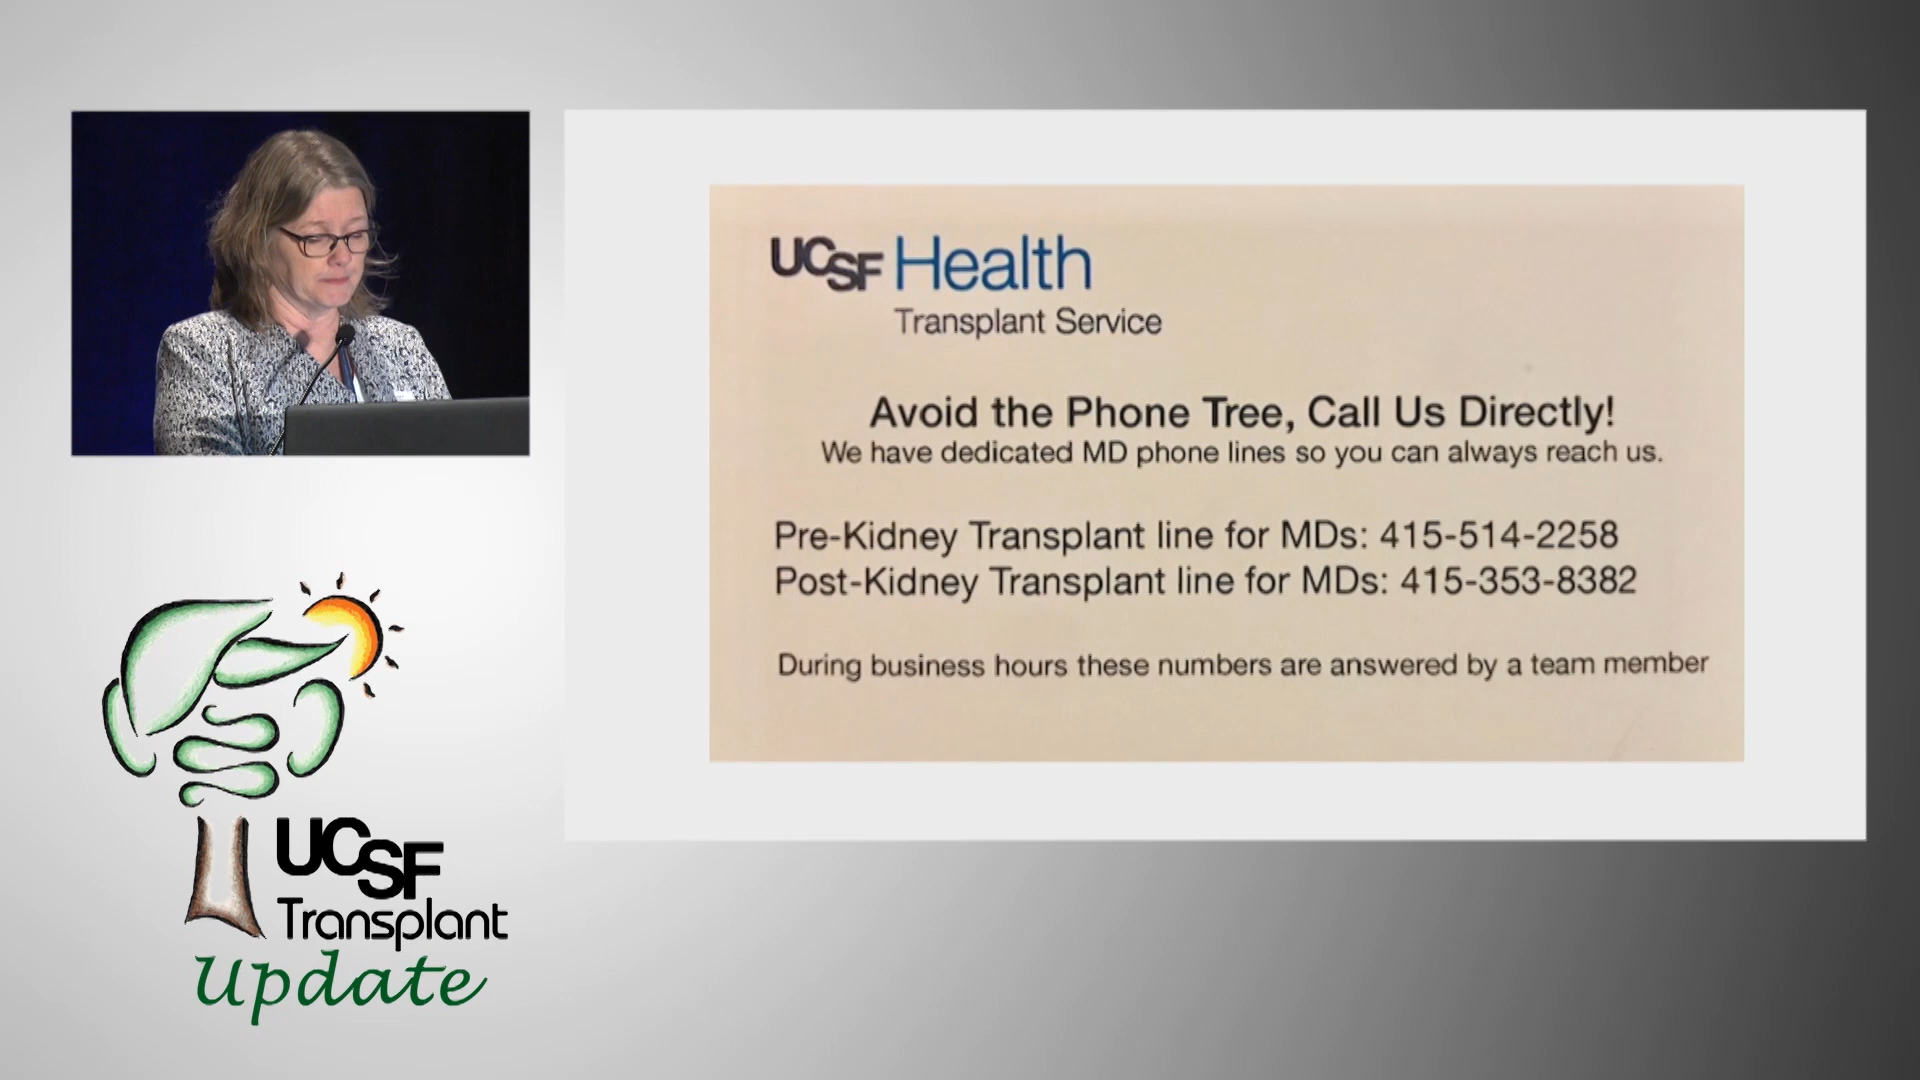 UCSF Health
Transplant Service
Avoid the Phone Tree, Call Us Directly!
We have dedicated MD phone lines so you can always reach us.
Pre-Kidney Transplant line for MDs: 415-514-2258
Post-Kidney Transplant line for MDs: 415-353-8382
During business hours these numbers are answered by a team member
UCSF
Transplant
Update